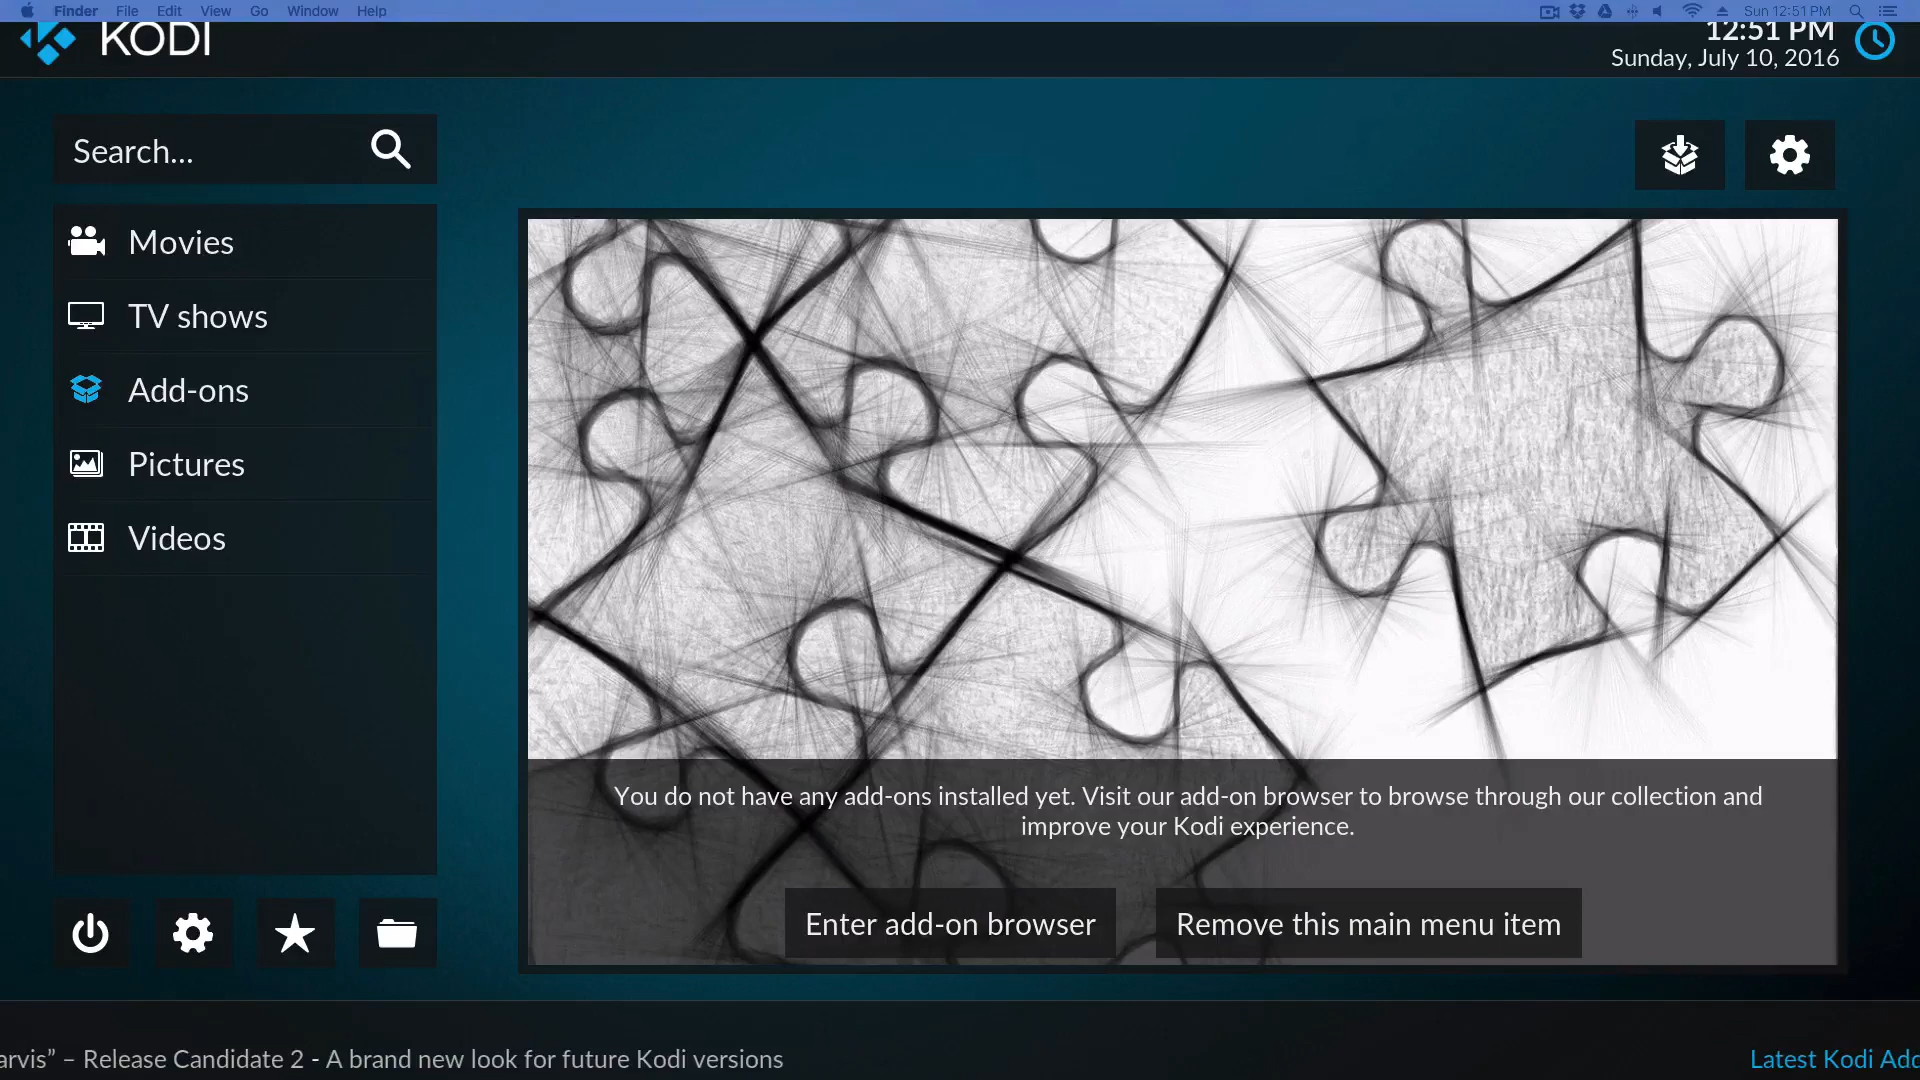 Finder File Edit View Go Window Help
Sun 12:51 PM
KODI
12:51 PM
Sunday, July 10, 2016
Search...
Movies
TV shows
Add-ons
Pictures
Videos
You do not have any add-ons installed yet. Visit our add-on browser to browse through our collection and
improve your Kodi experience.
Enter add-on browser
Remove this main menu item
arvis” – Release Candidate 2 - A brand new look for future Kodi versions
Latest Kodi Add